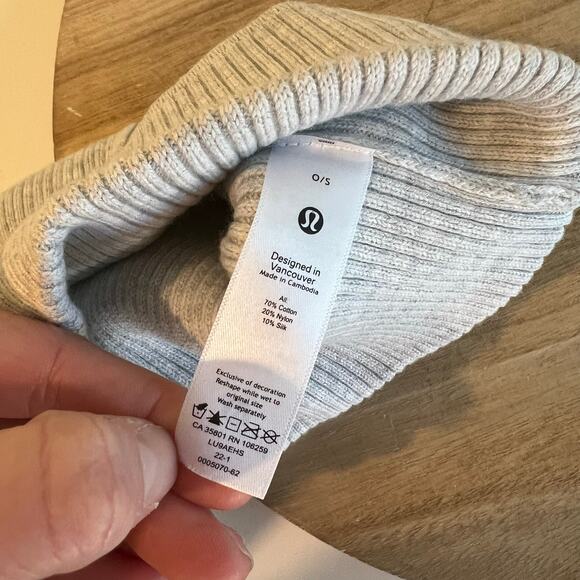 O/S
Designed in
Vancouver
Made in Cambodia
All:
70% Cotton
20% Nylon
10% Silk
Exclusive of decoration
Reshape while wet to
original size
Wash separately
CA 35801 RN 106259
LU9AEHS
22-1
0005070-62